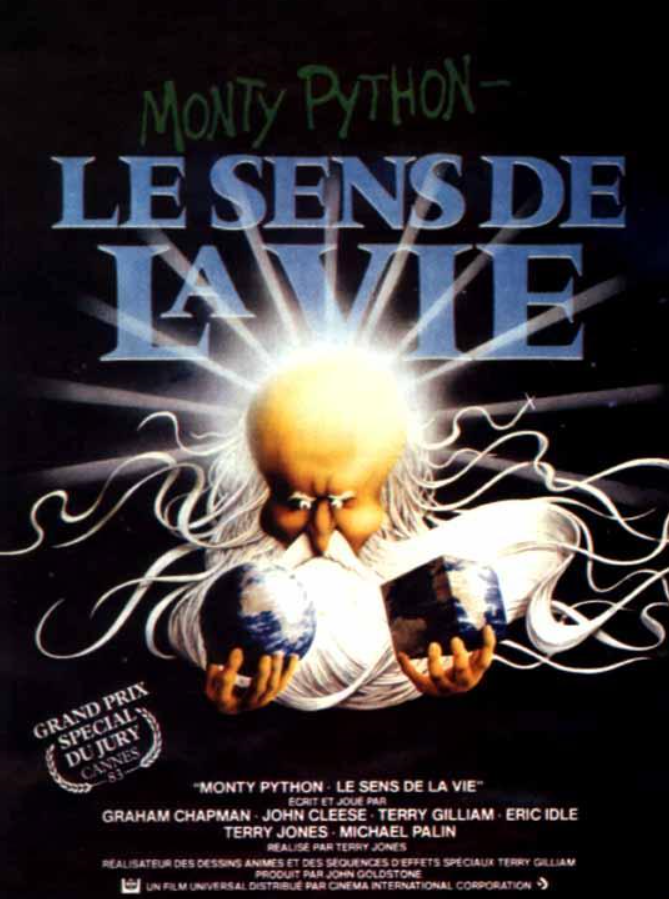 MONTY PYTHON—
LE SENS DE
LA VIE
GRAND PRIX
SPECIAL
DU JURY
CANNES
83
"MONTY PYTHON · LE SENS DE LA VIE"
ÉCRIT ET JOUÉ PAR
GRAHAM CHAPMAN · JOHN CLEESE · TERRY GILLIAM · ERIC IDLE
TERRY JONES · MICHAEL PALIN
RÉALISÉ PAR TERRY JONES
RÉALISATEUR DES DESSINS ANIMÉS ET DES SÉQUENCES D'EFFETS SPÉCIAUX TERRY GILLIAM
PRODUIT PAR JOHN GOLDSTONE
UN FILM UNIVERSAL DISTRIBUÉ PAR CINEMA INTERNATIONAL CORPORATION